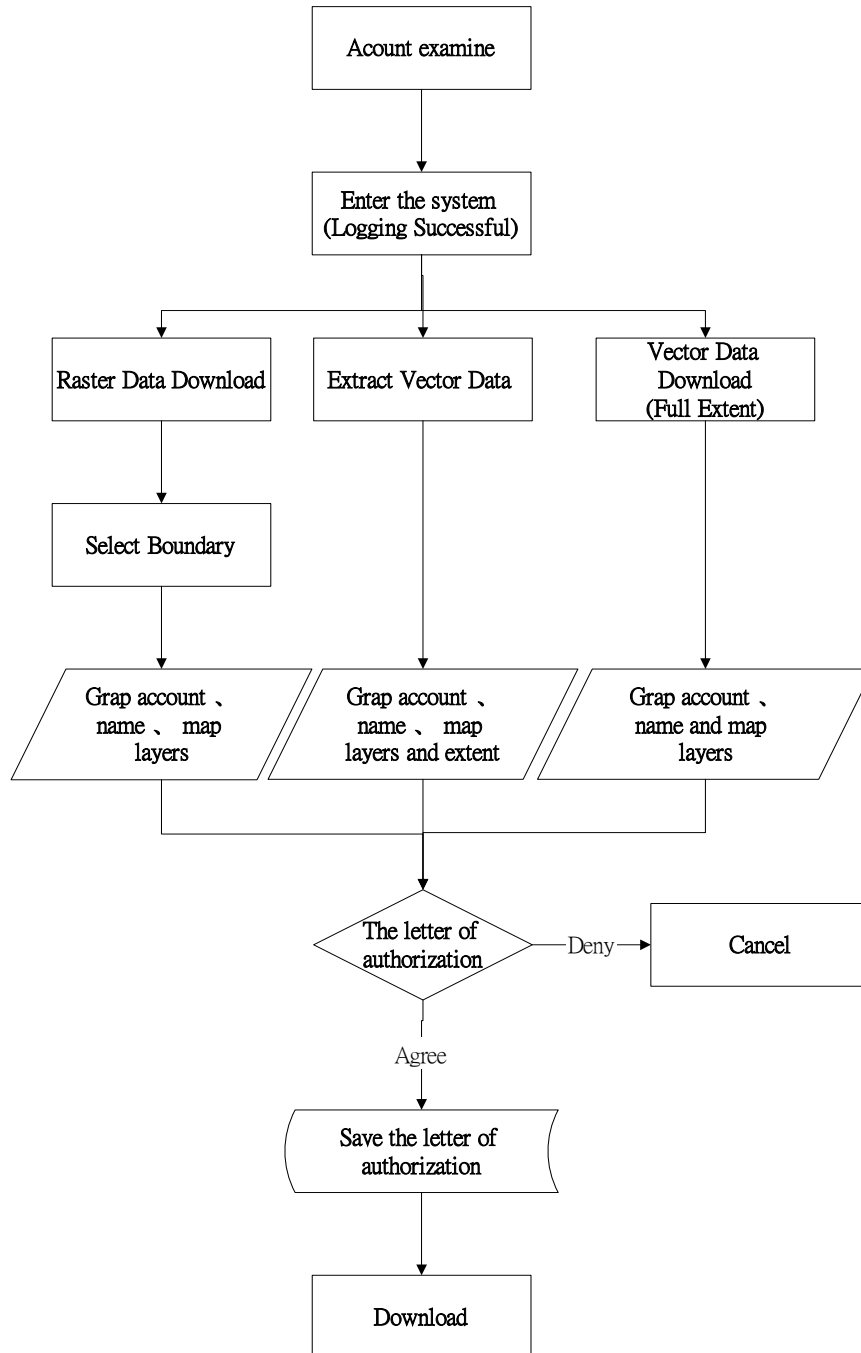 Acount examine
Enter the system
(Logging Successful)
Raster Data Download
Extract Vector Data
Vector Data
Download
(Full Extent)
Select Boundary
Grap account 、
name 、 map
layers
Grap account 、
name 、 map
layers and extent
Grap account 、
name and map
layers
The letter of
authorization
Deny
Cancel
Agree
Save the letter of
authorization
Download